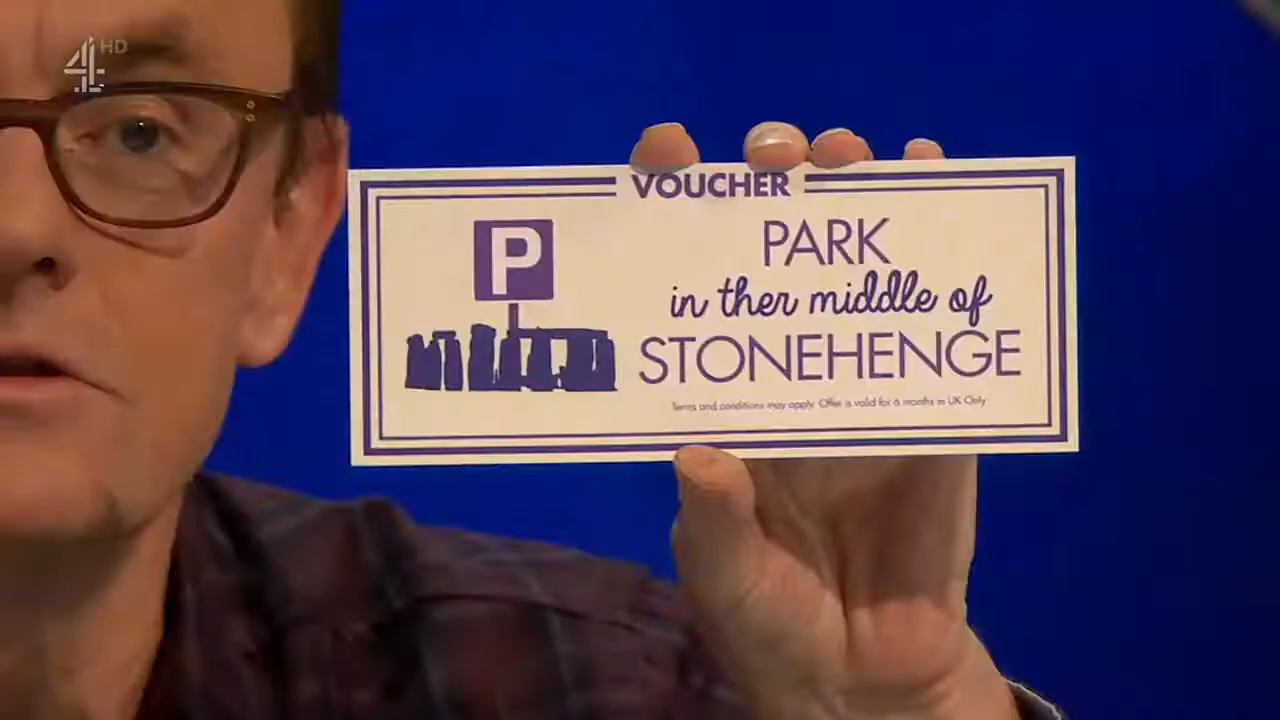 4 HD
VOUCHER
P
PARK
in ther middle of
STONEHENGE
Terms and conditions may apply. Offer is valid for 6 months in UK Only